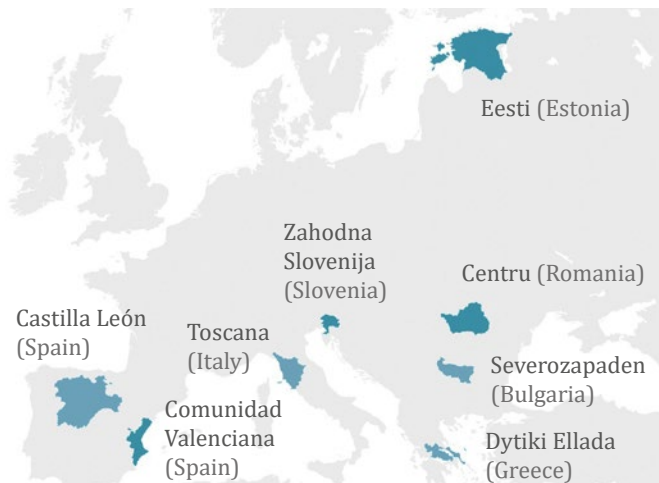 Eesti (Estonia)
Zahodna
Slovenija
(Slovenia)
Centru (Romania)
Castilla León
(Spain)
Toscana
(Italy)
Severozapaden
(Bulgaria)
Comunidad
Valenciana
(Spain)
Dytiki Ellada
(Greece)